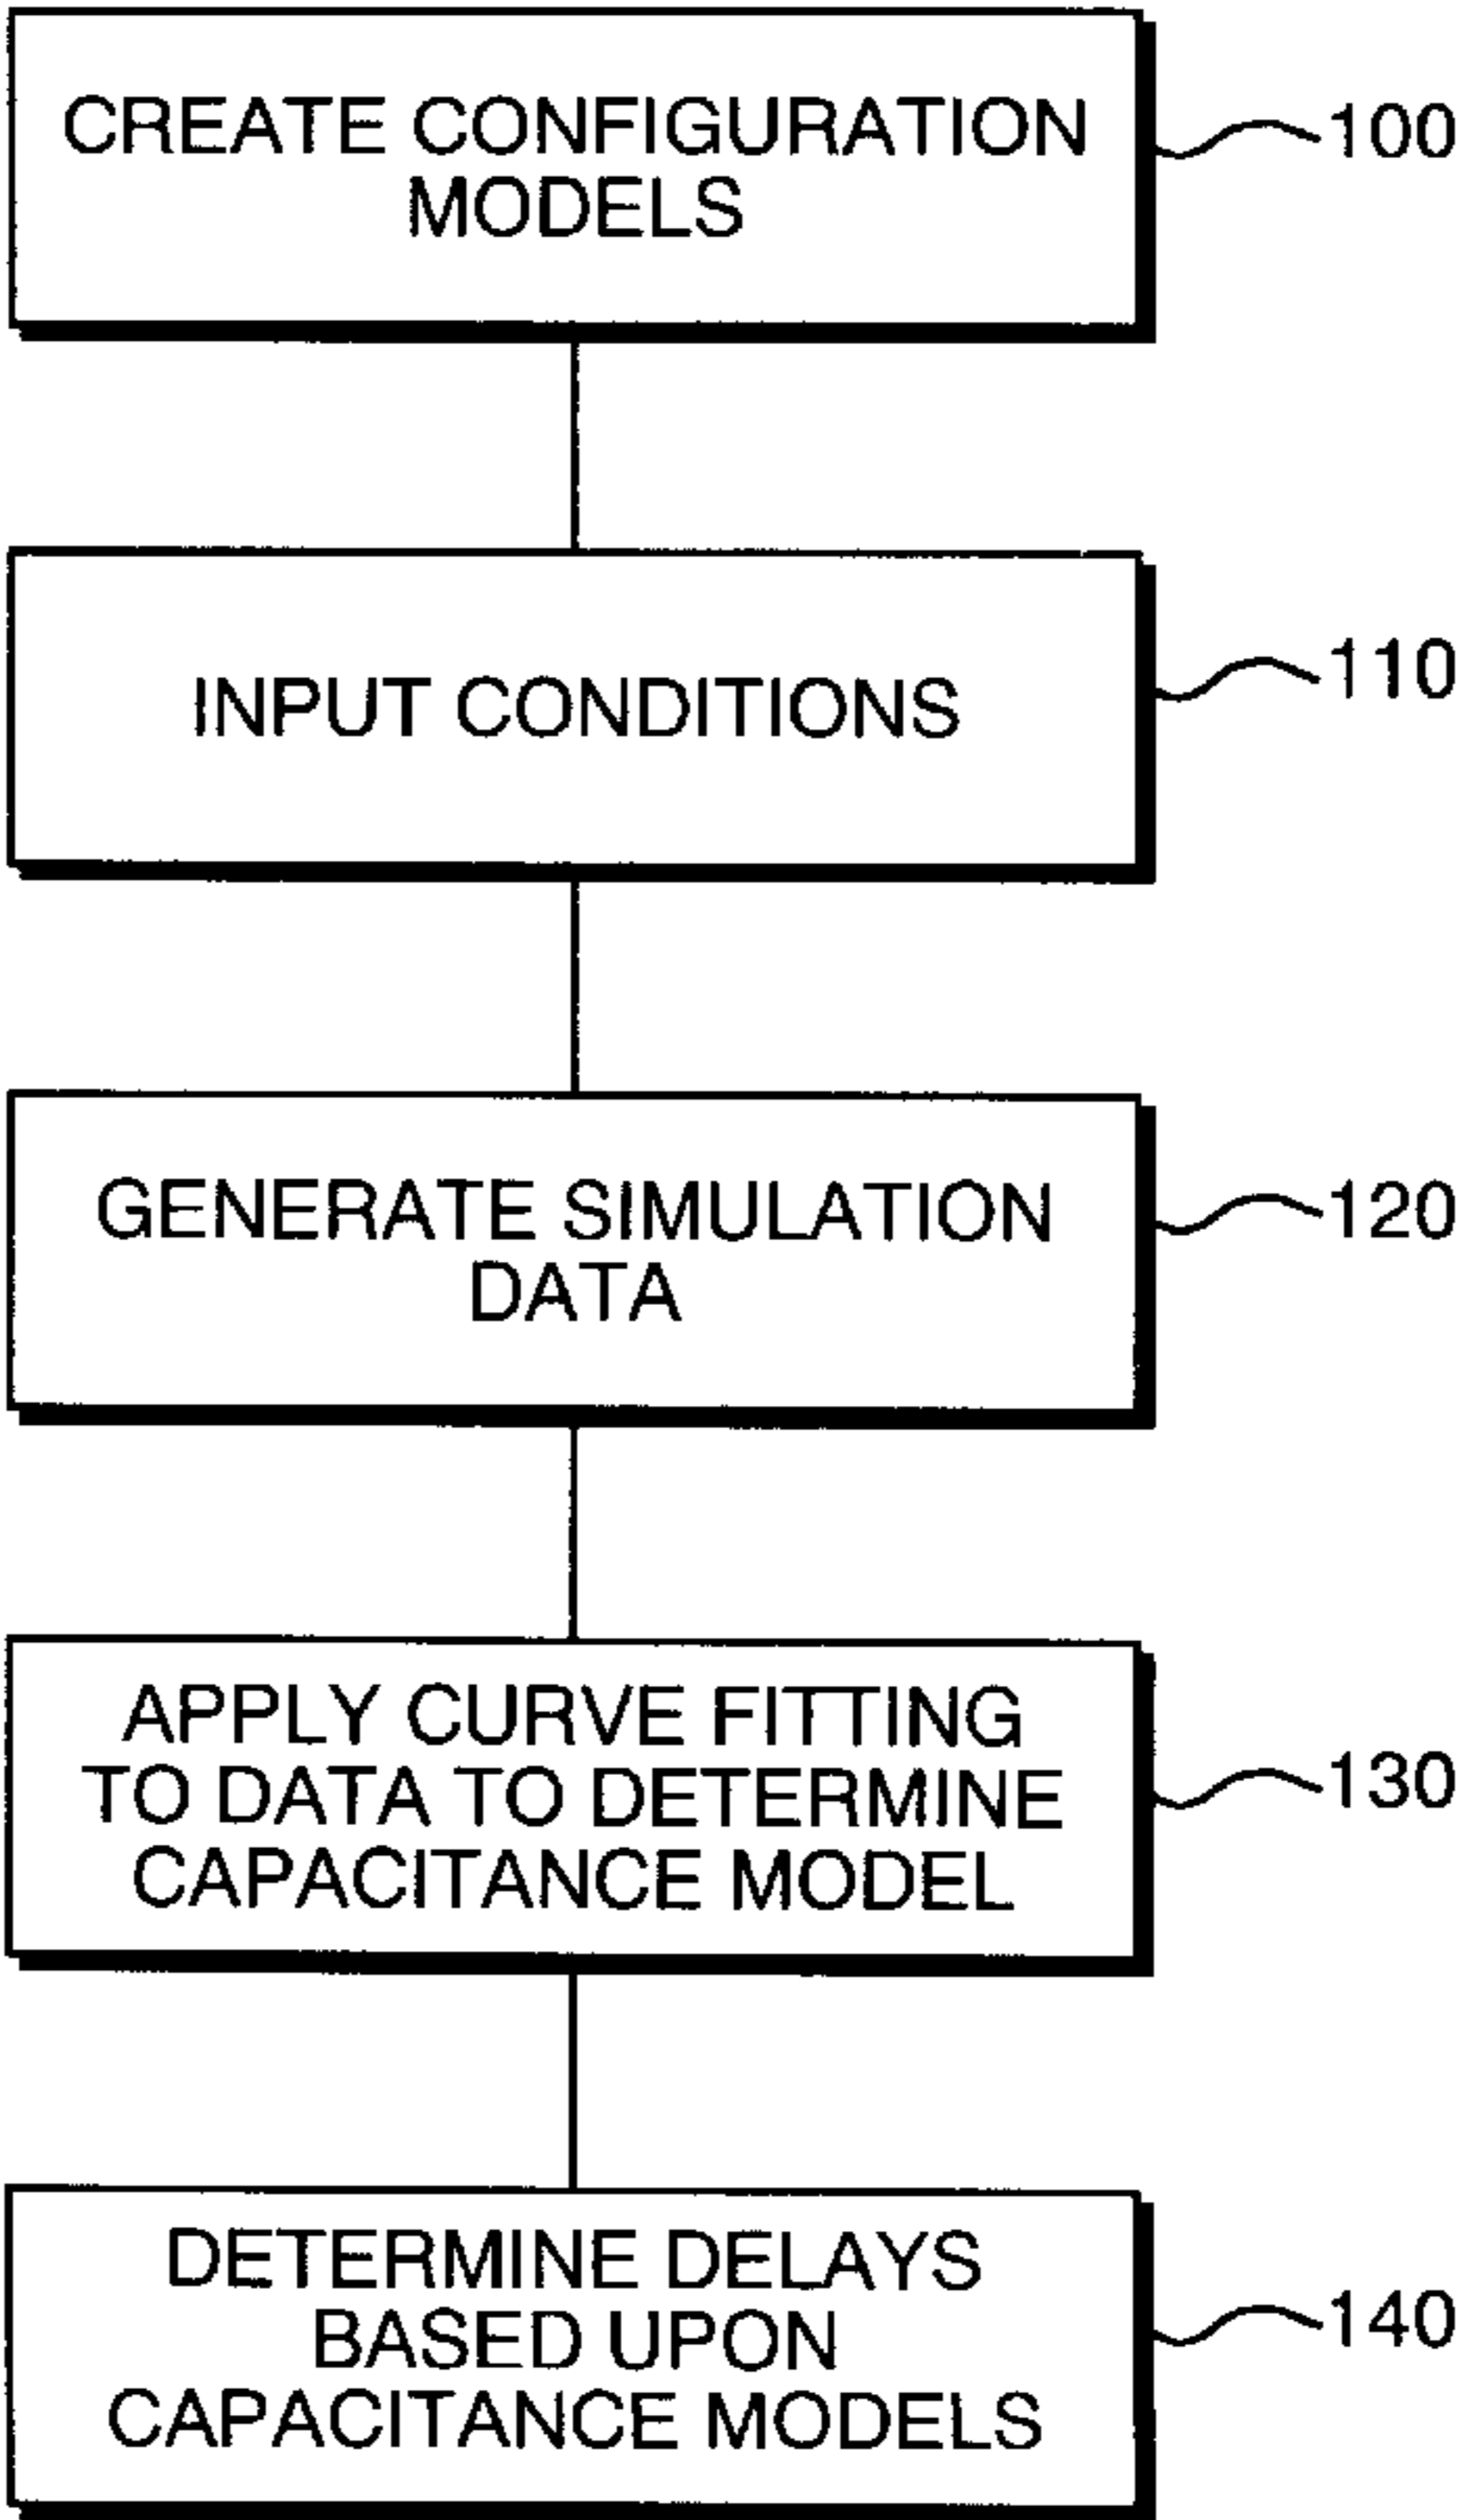 CREATE CONFIGURATION
MODELS
100
INPUT CONDITIONS
110
GENERATE SIMULATION
DATA
120
APPLY CURVE FITTING
TO DATA TO DETERMINE
CAPACITANCE MODEL
130
DETERMINE DELAYS
BASED UPON
CAPACITANCE MODELS
140